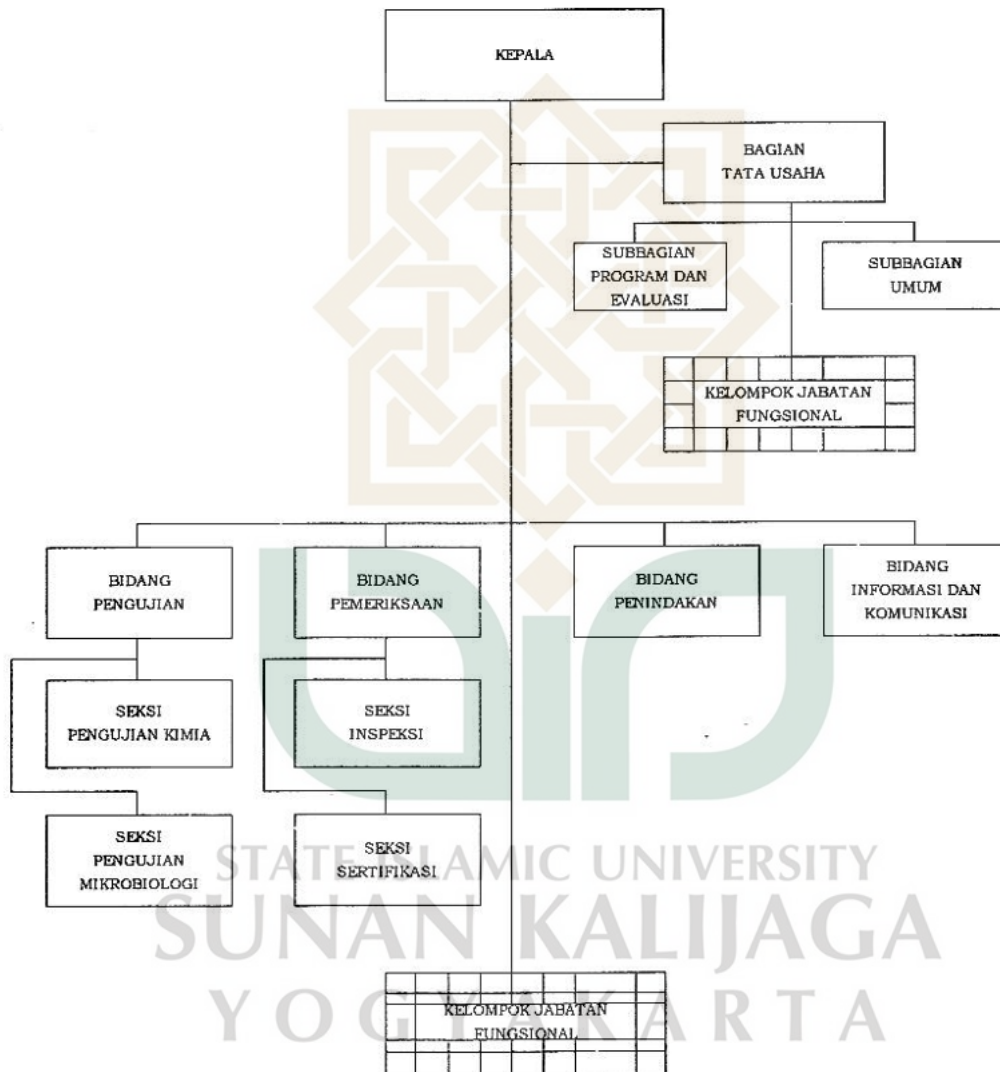 KEPALA
BAGIAN
TATA USAHA
SUBBAGIAN
PROGRAM DAN
EVALUASI
SUBBAGIAN
UMUM
KELOMPOK JABATAN
FUNGSIONAL
BIDANG
PENGUJIAN
BIDANG
PEMERIKSAAN
BIDANG
PENINDAKAN
BIDANG
INFORMASI DAN
KOMUNIKASI
SEKSI
PENGUJIAN KIMIA
SEKSI
INSPEKSI
SEKSI
PENGUJIAN
MIKROBIOLOGI
SEKSI
SERTIFIKASI
STATE ISLAMIC UNIVERSITY
SUNAN KALIJAGA
YOGYAKARTA
KELOMPOK JABATAN
FUNGSIONAL